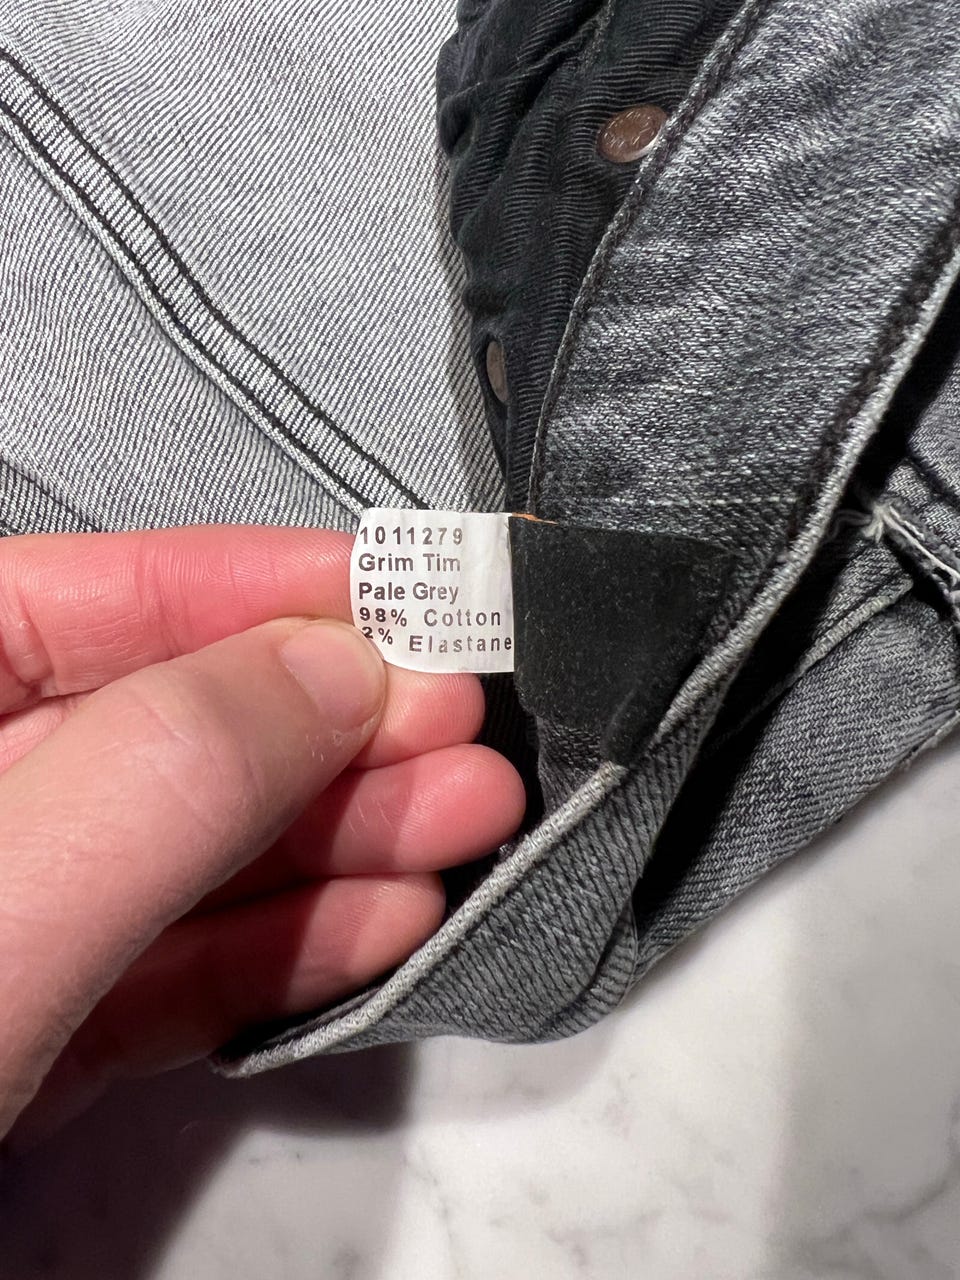 1011279
Grim Tim
Pale Grey
98% Cotton
2% Elastane